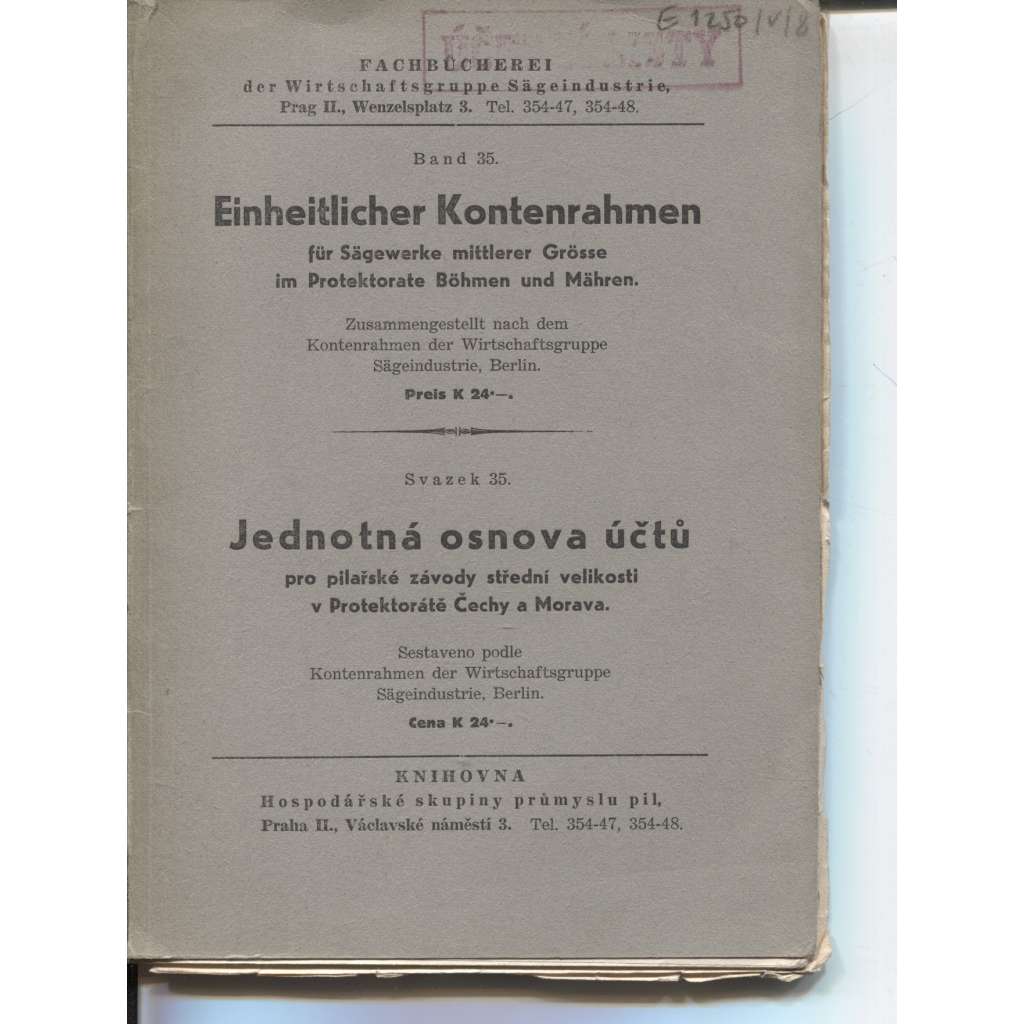 E 1250/V/8
FACHBÜCHEREI
der Wirtschaftsgruppe Sägeindustrie,
Prag II., Wenzelsplatz 3. Tel. 354-47, 354-48.
Band 35.
Einheitlicher Kontenrahmen
für Sägewerke mittlerer Grösse
im Protektorate Böhmen und Mähren.
Zusammengestellt nach dem
Kontenrahmen der Wirtschaftsgruppe
Sägeindustrie, Berlin.
Preis K 24·—.
Svazek 35.
Jednotná osnova účtů
pro pilařské závody střední velikosti
v Protektorátě Čechy a Morava.
Sestaveno podle
Kontenrahmen der Wirtschaftsgruppe
Sägeindustrie, Berlin.
Cena K 24·—.
KNIHOVNA
Hospodářské skupiny průmyslu pil,
Praha II., Václavské náměstí 3. Tel. 354-47, 354-48.